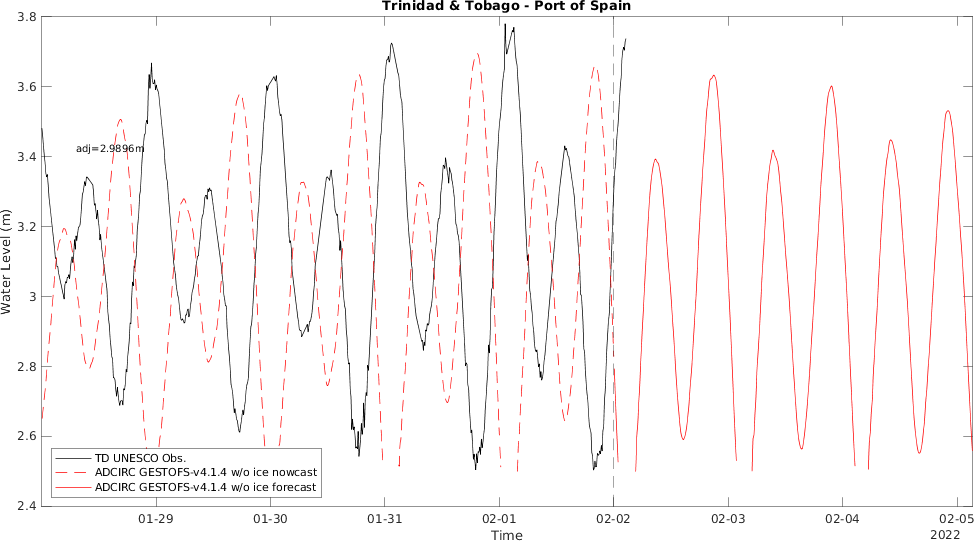 Trinidad & Tobago - Port of Spain
3.8
3.6
3.4
3.2
3
2.8
2.6
2.4
Water Level (m)
adj=2.9896m
TD UNESCO Obs.
ADCIRC GESTOFS-v4.1.4 w/o ice nowcast
ADCIRC GESTOFS-v4.1.4 w/o ice forecast
01-29 01-30 01-31 02-01 02-02 02-03 02-04 02-05
Time
2022